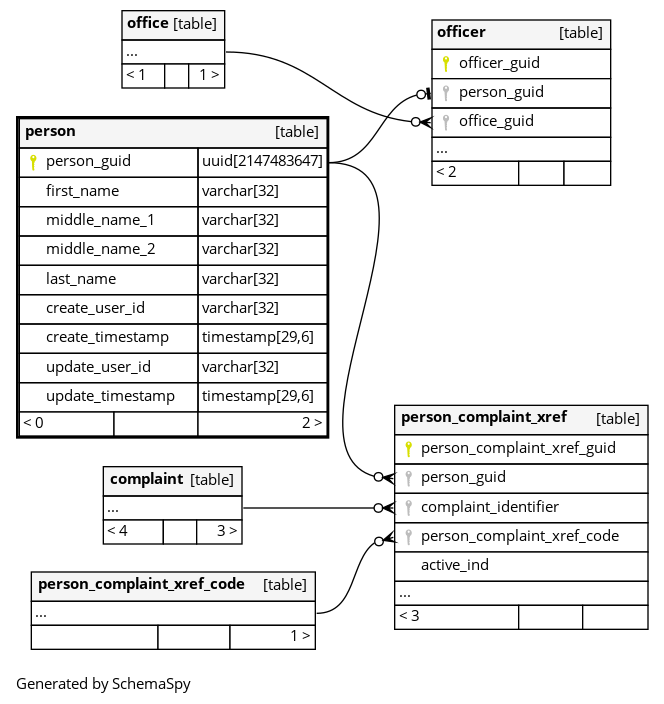 office [table]
...
< 1 1 >
officer [table]
officer_guid
person_guid
office_guid
...
< 2
person [table]
person_guid uuid[2147483647]
first_name varchar[32]
middle_name_1 varchar[32]
middle_name_2 varchar[32]
last_name varchar[32]
create_user_id varchar[32]
create_timestamp timestamp[29,6]
update_user_id varchar[32]
update_timestamp timestamp[29,6]
< 0 2 >
person_complaint_xref [table]
person_complaint_xref_guid
person_guid
complaint_identifier
person_complaint_xref_code
active_ind
...
< 3
complaint [table]
...
< 4 3 >
person_complaint_xref_code [table]
...
1 >
Generated by SchemaSpy